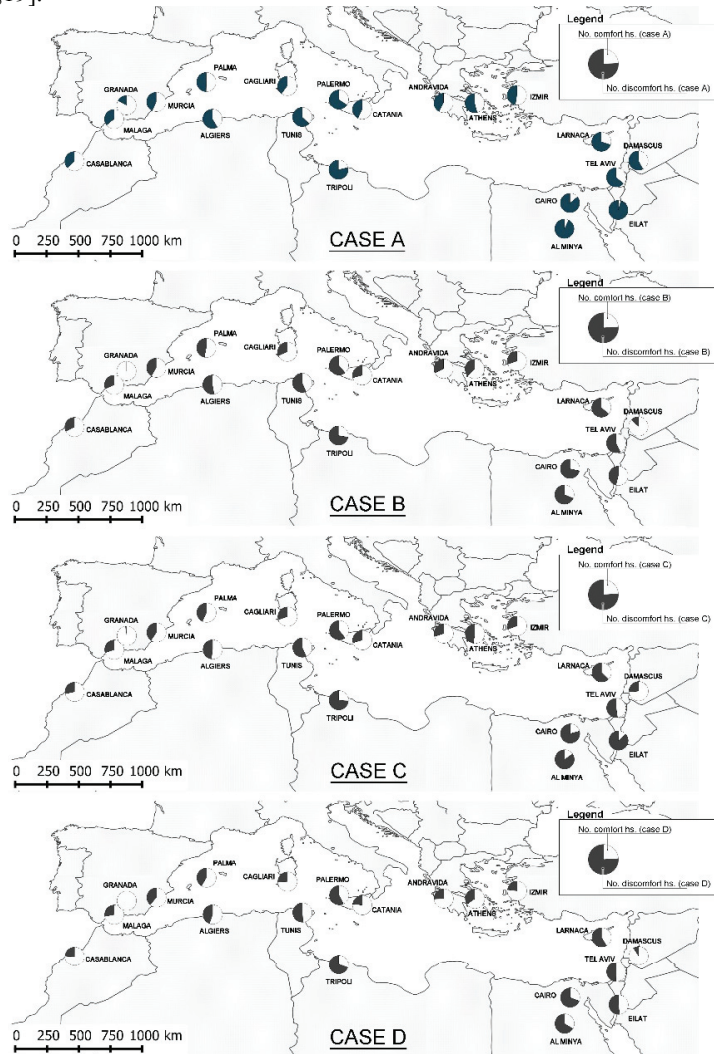 Legend
No. comfort hs. (case A)
No. discomfort hs. (case A)
PALMA
CAGLIARI
GRANADA
MURCIA
PALERMO
ANDRAVIDA
IZMIR
CATANIA
ATHENS
MALAGA
ALGIERS
TUNIS
LARNACA
DAMASCUS
CASABLANCA
TRIPOLI
TEL AVIV
CAIRO
EILAT
AL MINYA
0 250 500 750 1000 km
CASE A
Legend
No. comfort hs. (case B)
No. discomfort hs. (case B)
PALMA
CAGLIARI
GRANADA
MURCIA
PALERMO
ANDRAVIDA
IZMIR
CATANIA
ATHENS
MALAGA
ALGIERS
TUNIS
LARNACA
DAMASCUS
CASABLANCA
TRIPOLI
TEL AVIV
CAIRO
EILAT
AL MINYA
0 250 500 750 1000 km
CASE B
Legend
No. comfort hs. (case C)
No. discomfort hs. (case C)
PALMA
CAGLIARI
GRANADA
MURCIA
PALERMO
ANDRAVIDA
IZMIR
CATANIA
ATHENS
MALAGA
ALGIERS
TUNIS
LARNACA
DAMASCUS
CASABLANCA
TRIPOLI
TEL AVIV
CAIRO
EILAT
AL MINYA
0 250 500 750 1000 km
CASE C
Legend
No. comfort hs. (case D)
No. discomfort hs. (case D)
PALMA
CAGLIARI
GRANADA
MURCIA
PALERMO
ANDRAVIDA
IZMIR
CATANIA
ATHENS
MALAGA
ALGIERS
TUNIS
LARNACA
DAMASCUS
CASABLANCA
TRIPOLI
TEL AVIV
CAIRO
EILAT
AL MINYA
0 250 500 750 1000 km
CASE D